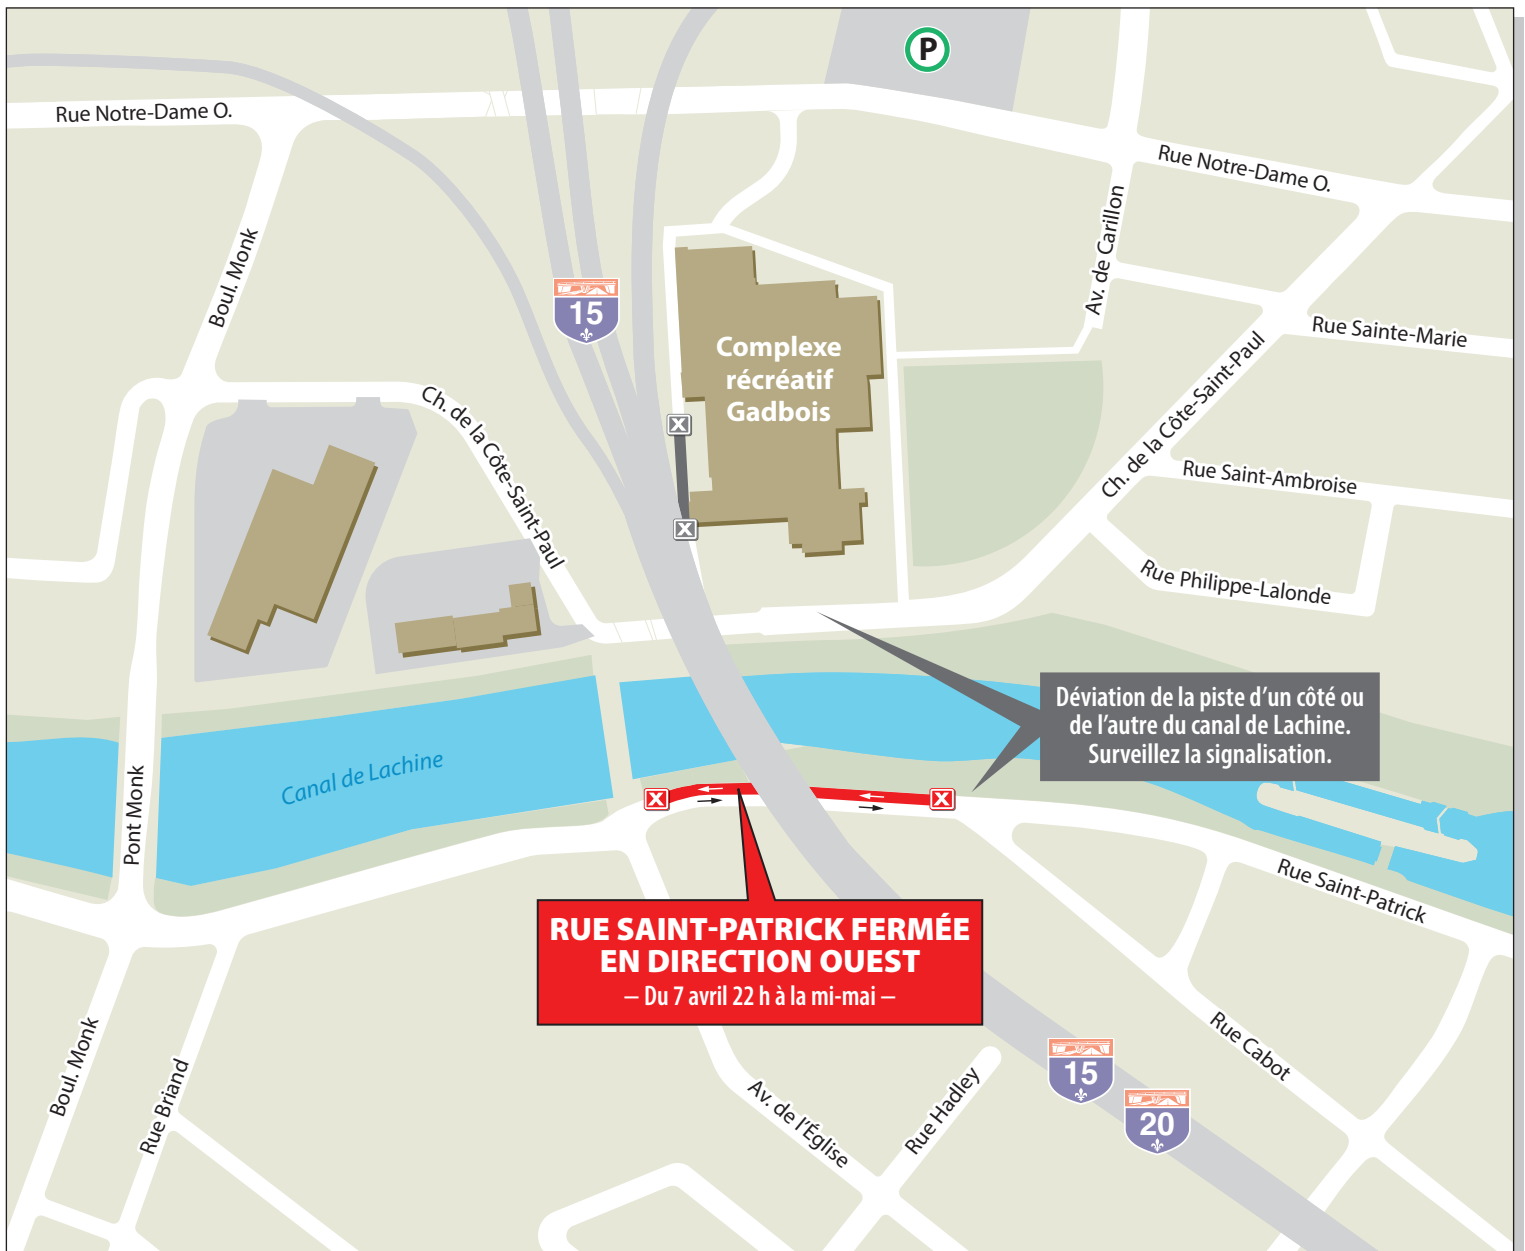 P
Rue Notre-Dame O.
Rue Notre-Dame O.
Boul. Monk
Av. de Carillon
15
Rue Sainte-Marie
Complexe
récréatif
Gadbois
Ch. de la Côte-Saint-Paul
Ch. de la Côte-Saint-Paul
X
Rue Saint-Ambroise
X
Rue Philippe-Lalonde
Déviation de la piste d’un côté ou
de l’autre du canal de Lachine.
Surveillez la signalisation.
Canal de Lachine
Pont Monk
X
X
Rue Saint-Patrick
RUE SAINT-PATRICK FERMÉE
EN DIRECTION OUEST
– Du 7 avril 22 h à la mi-mai –
Boul. Monk
Rue Briand
Av. de l’Église
Rue Hadley
Rue Cabot
15
20